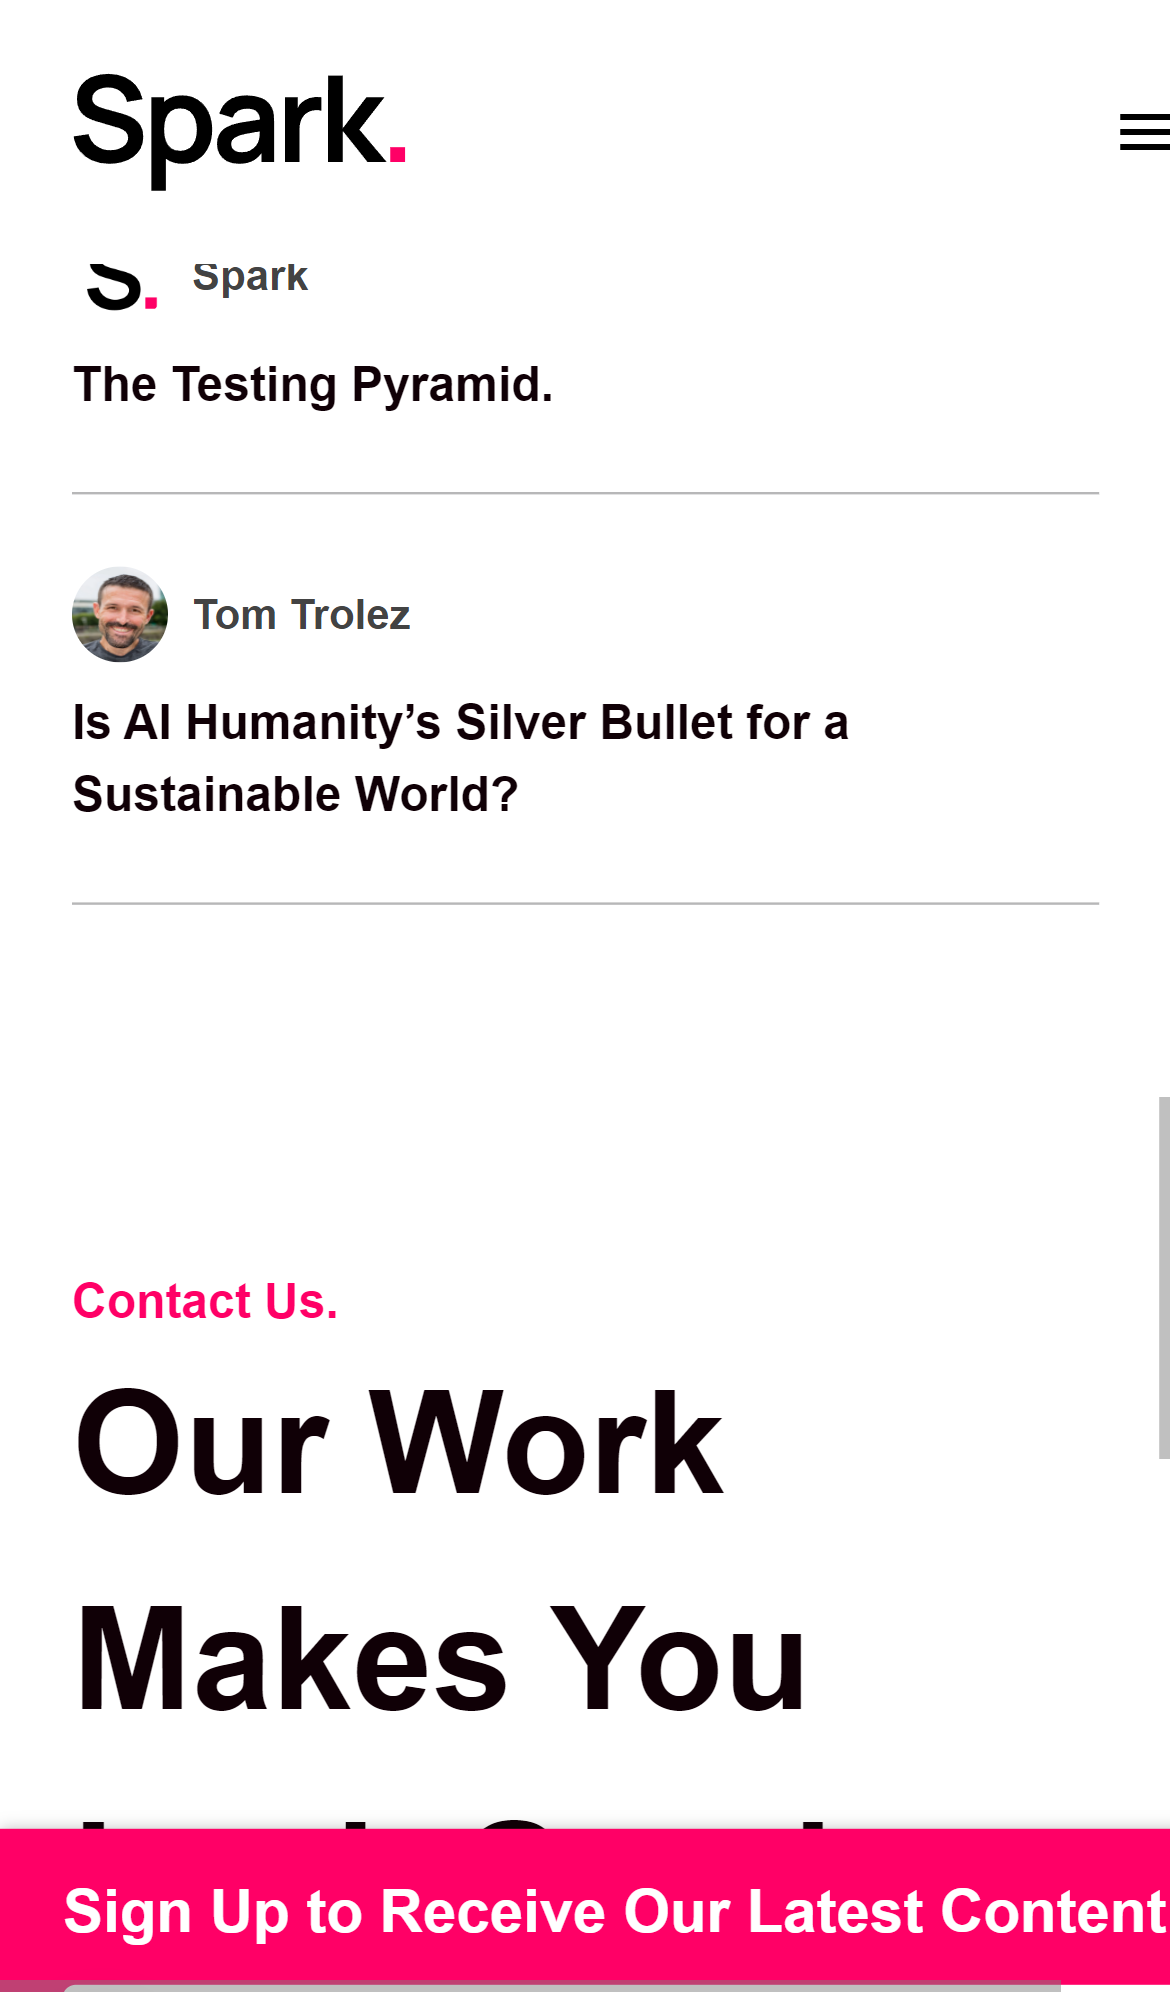 Spark.
S.
Spark
The Testing Pyramid.
Tom Trolez
Is AI Humanity’s Silver Bullet for a
Sustainable World?
Contact Us.
Our Work
Makes You
Sign Up to Receive Our Latest Content